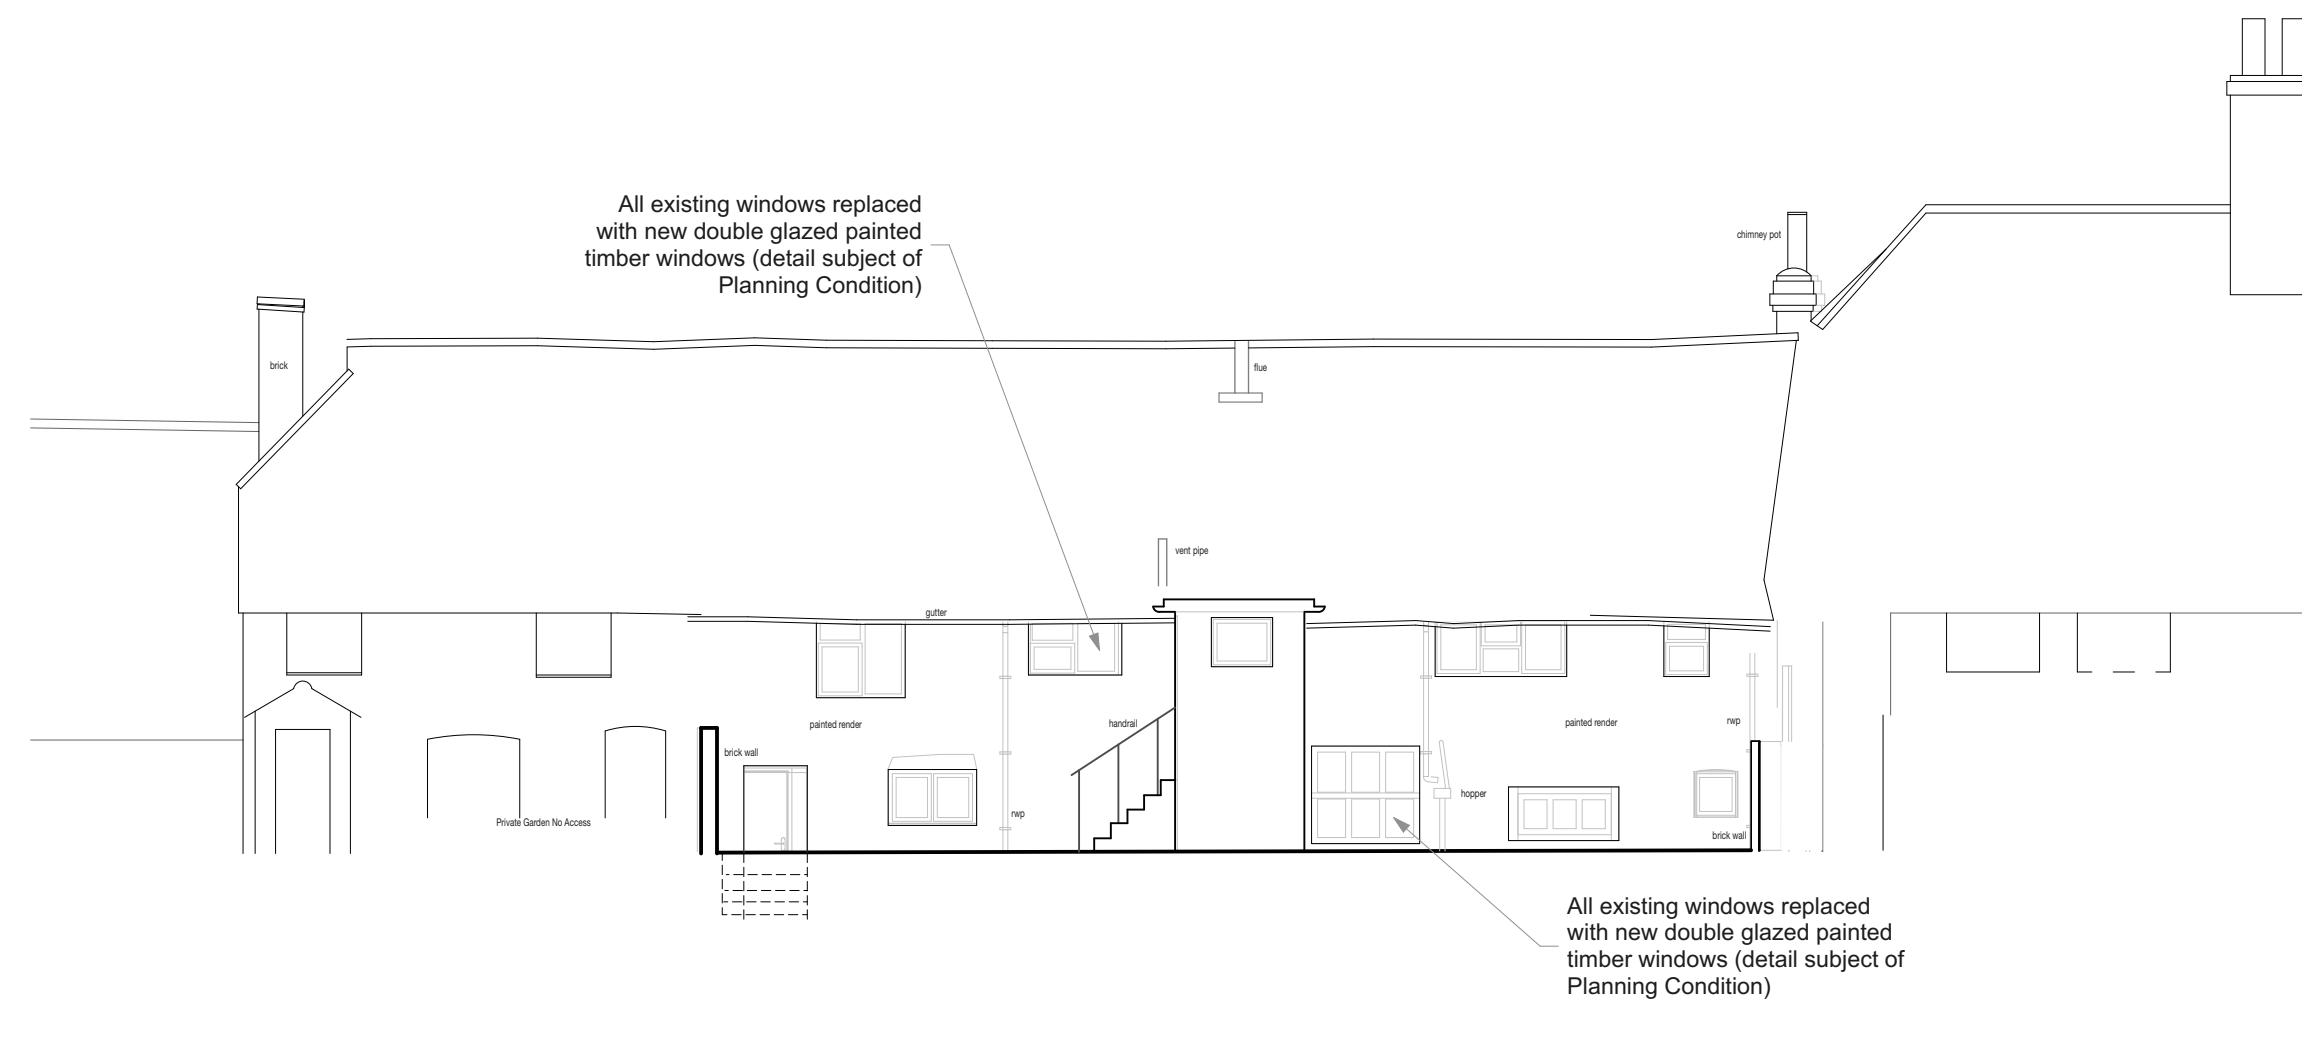 All existing windows replaced
with new double glazed painted
timber windows (detail subject of
Planning Condition)
chimney pot
brick
flue
vent pipe
gutter
painted render
handrail
painted render
rwp
brick wall
hopper
rwp
Private Garden No Access
brick wall
All existing windows replaced
with new double glazed painted
timber windows (detail subject of
Planning Condition)